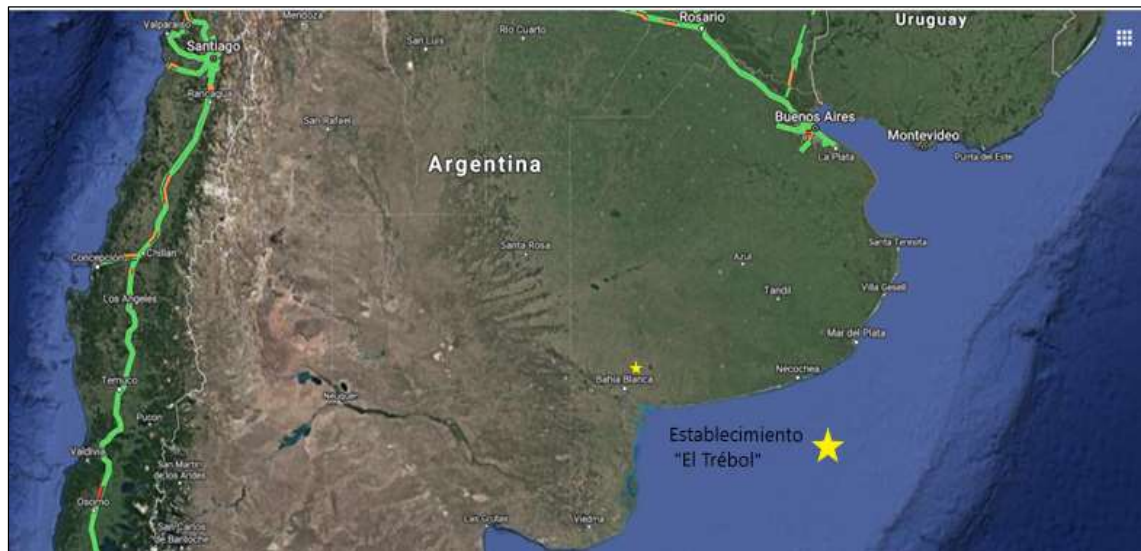 Mendoza
Rosario
Uruguay
Valparaíso
Río Cuarto
San Luis
Santiago
Rancagua
San Rafael
Buenos Aires
Montevideo
La Plata
Punta del Este
Argentina
Concepción
Chillán
Santa Rosa
Azul
Santa Teresita
Los Angeles
Tandil
Villa Gesell
Mar del Plata
Temuco
Bahía Blanca
Necochea
Neuquén
Pucón
Establecimiento
"El Trébol"
Valdivia
San Martín
de los Andes
Osorno
Las Grutas
Viedma
San Carlos
de Bariloche